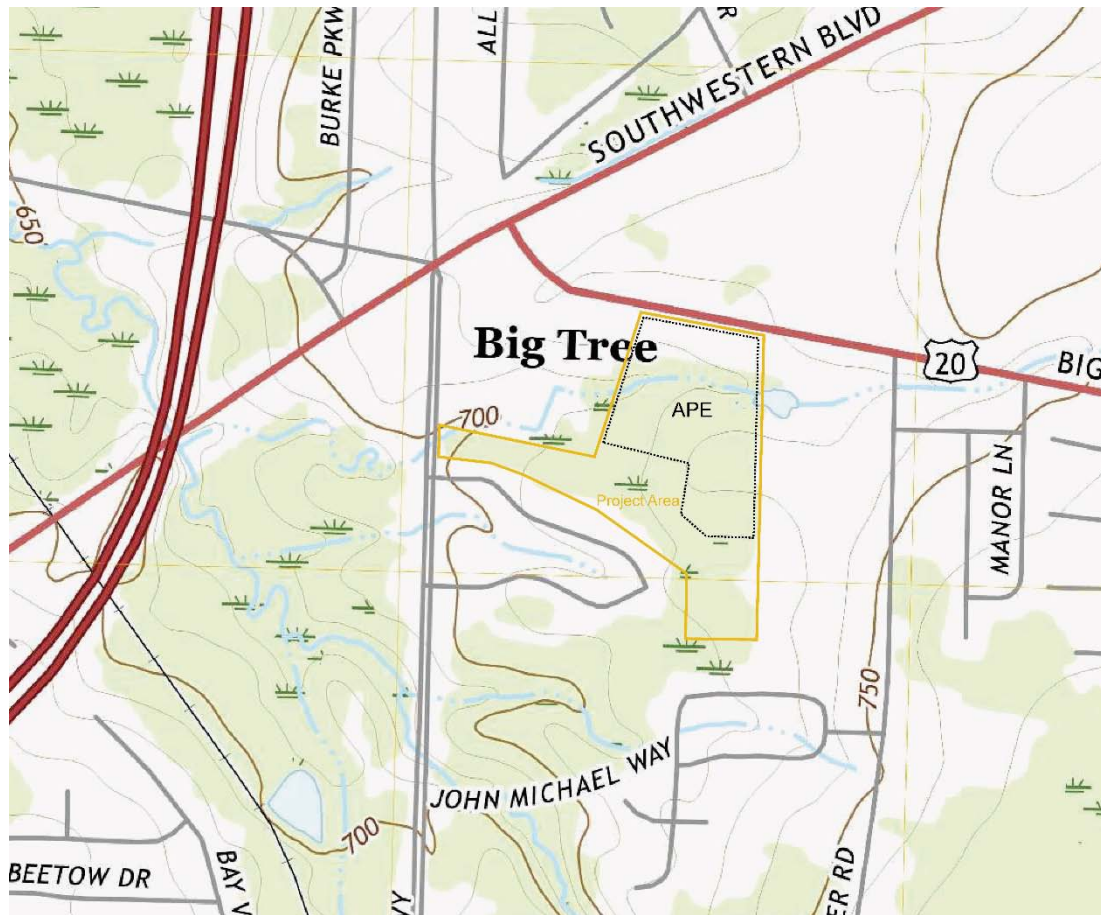 BURKE PKW
ALL
R
SOUTHWESTERN BLVD
650
Big Tree
20
BIG
APE
700
Project Area
MANOR LN
750
JOHN MICHAEL WAY
700
BEETOW DR
BAY V
VY
ER RD